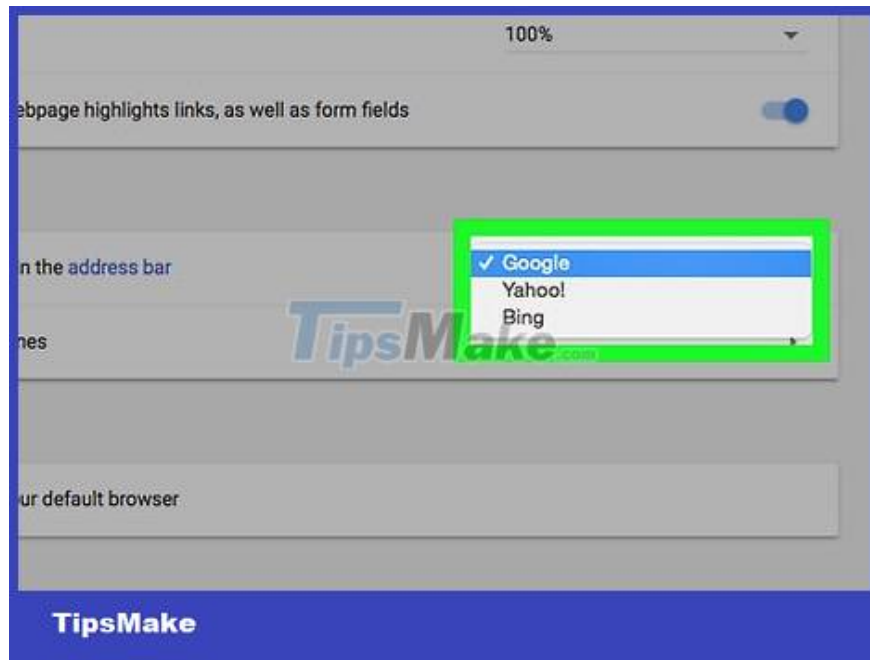 100%
ebpage highlights links, as well as form fields
n the address bar
✓ Google
Yahoo!
Bing
TipsMake.com
nes
ur default browser
TipsMake